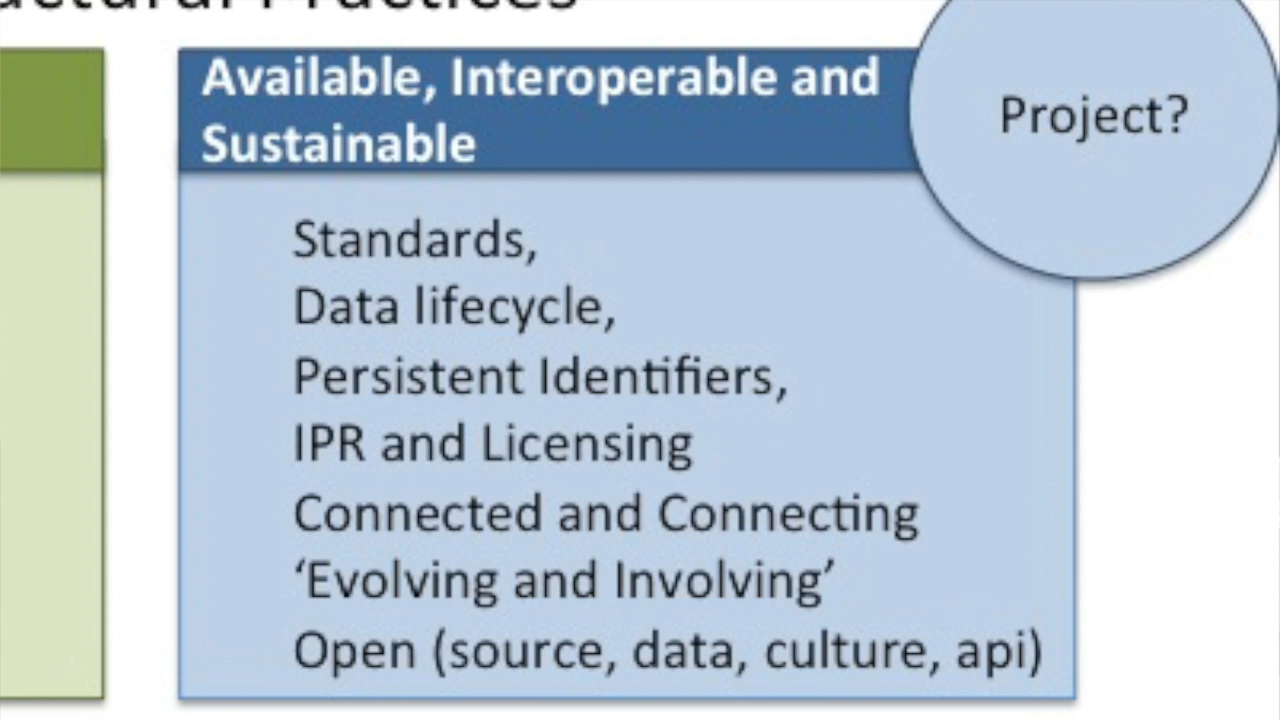 Practices
Available, Interoperable and
Sustainable
Project?
Standards,
Data lifecycle,
Persistent Identifiers,
IPR and Licensing
Connected and Connecting
‘Evolving and Involving’
Open (source, data, culture, api)